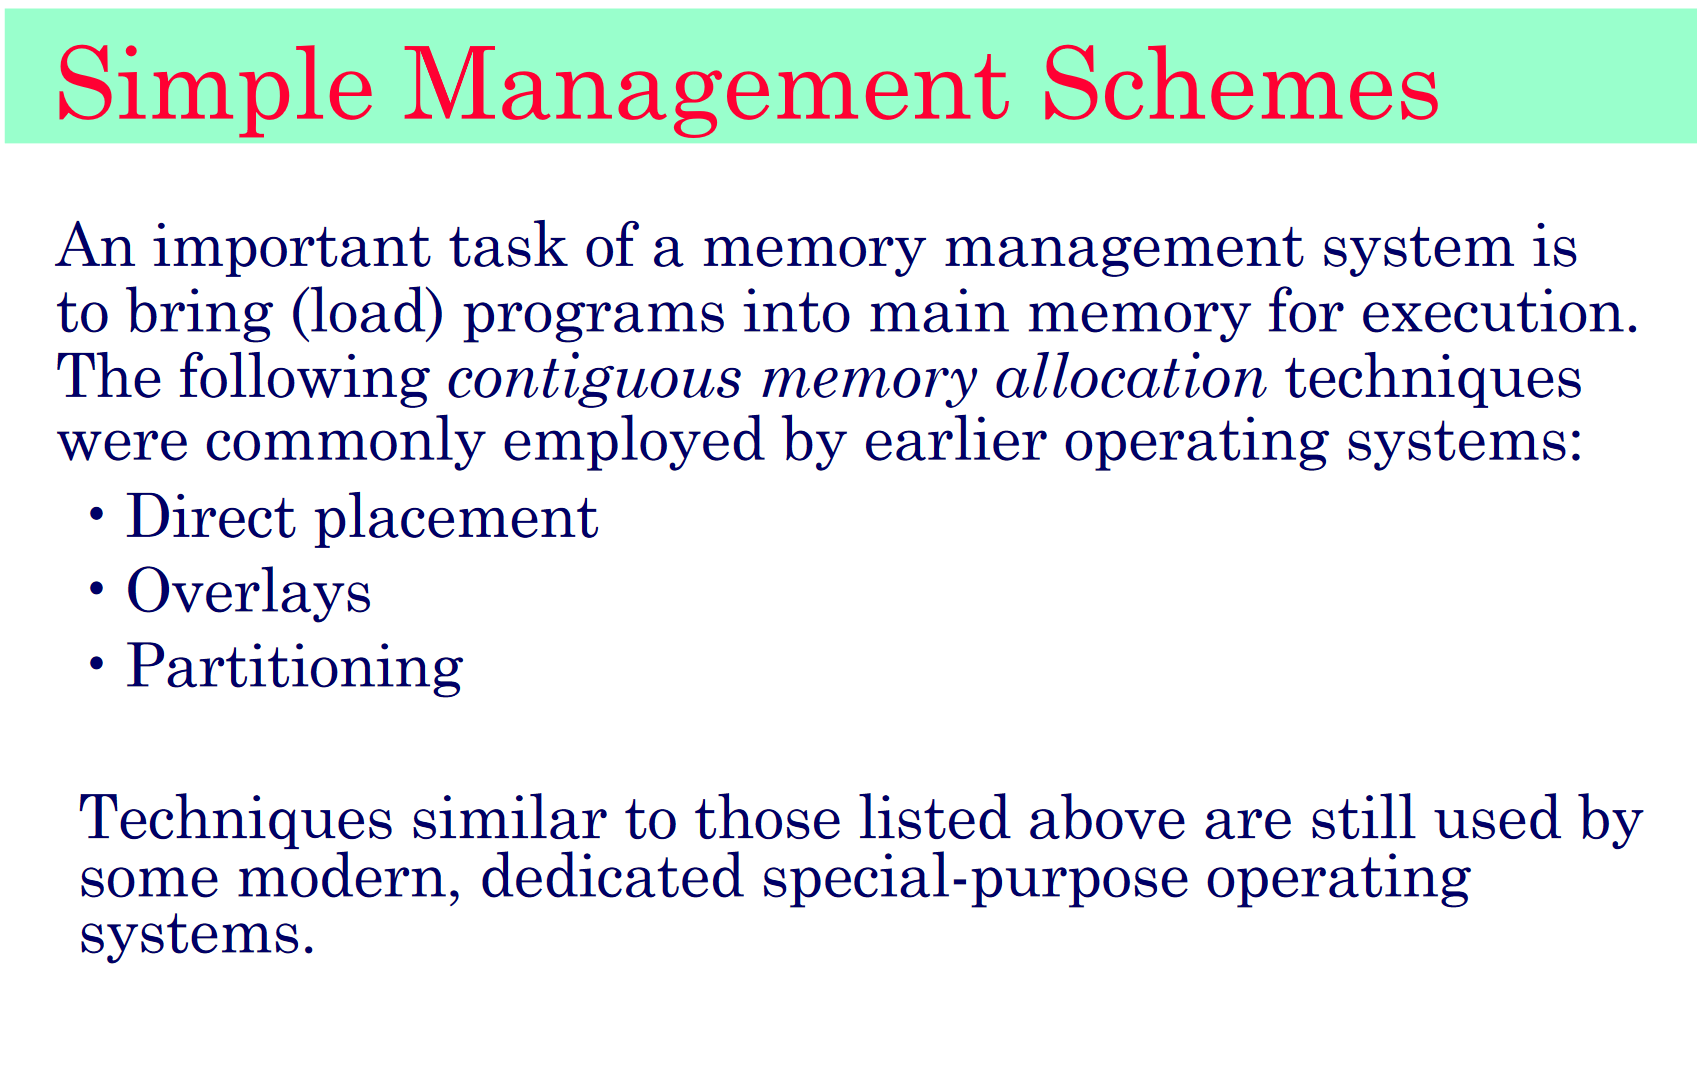 Simple Management Schemes
An important task of a memory management system is
to bring (load) programs into main memory for execution.
The following contiguous memory allocation techniques
were commonly employed by earlier operating systems:
• Direct placement
• Overlays
• Partitioning
Techniques similar to those listed above are still used by
some modern, dedicated special-purpose operating
systems.